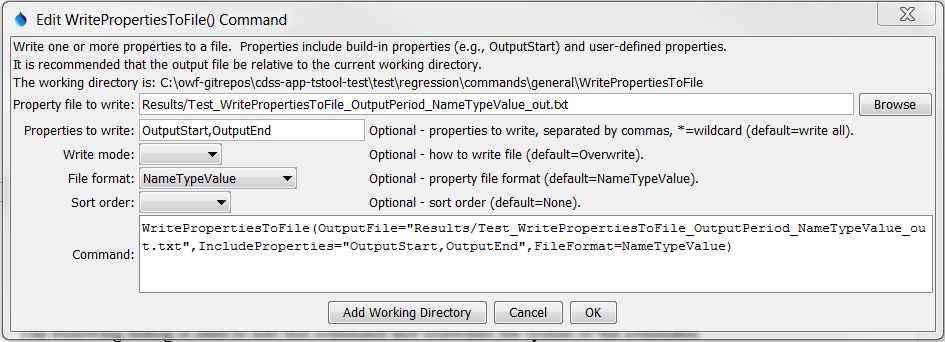 Edit WritePropertiesToFile() Command
Write one or more properties to a file. Properties include build-in properties (e.g., OutputStart) and user-defined properties.
It is recommended that the output file be relative to the current working directory.
The working directory is: C:\owf-gitrepos\cdss-app-tstool-test\test\regression\commands\general\WritePropertiesToFile
Property file to write: Results/Test_WritePropertiesToFile_OutputPeriod_NameTypeValue_out.txt Browse
Properties to write: OutputStart,OutputEnd Optional - properties to write, separated by commas, *=wildcard (default=write all).
Write mode: Optional - how to write file (default=Overwrite).
File format: NameTypeValue Optional - property file format (default=NameTypeValue).
Sort order: Optional - sort order (default=None).
Command: WritePropertiesToFile(OutputFile="Results/Test_WritePropertiesToFile_OutputPeriod_NameTypeValue_ou
t.txt",IncludeProperties="OutputStart,OutputEnd",FileFormat=NameTypeValue)
Add Working Directory Cancel OK